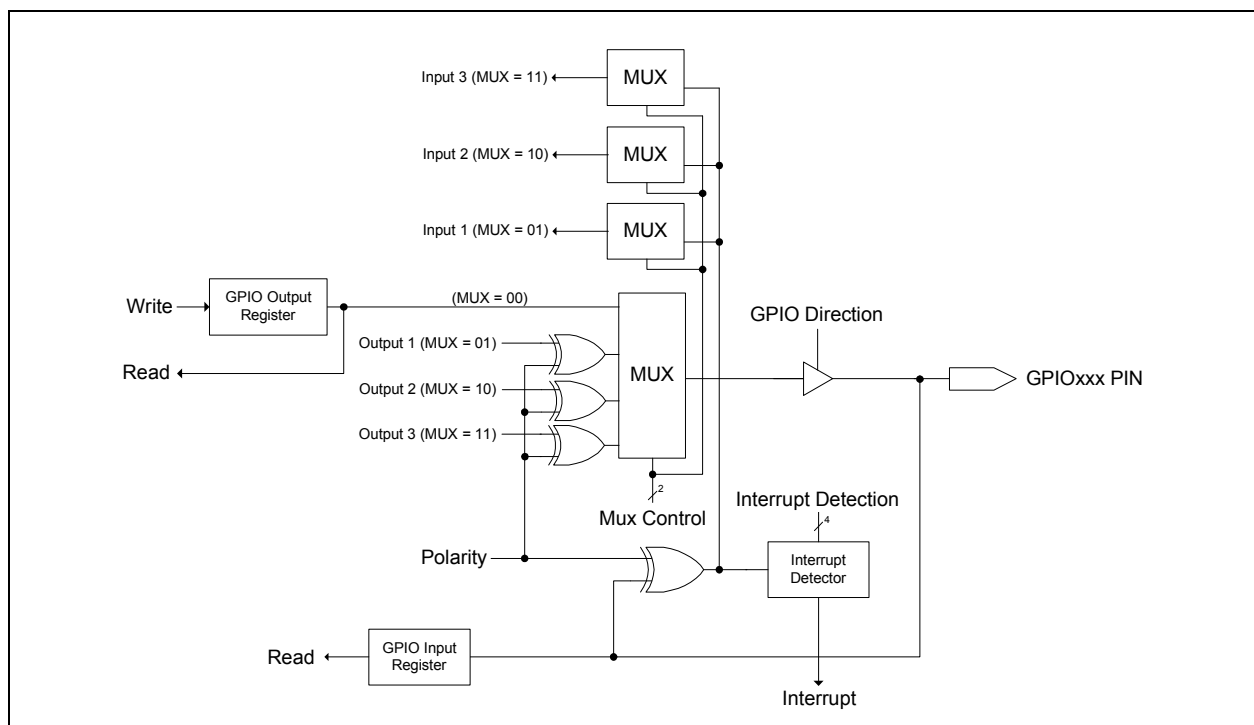 MUX
Input 3 (MUX = 11)
MUX
Input 2 (MUX = 10)
MUX
Input 1 (MUX = 01)
GPIO Output
Register
Write
(MUX = 00)
GPIO Direction
Output 1 (MUX = 01)
Read
MUX
GPIOxxx PIN
Output 2 (MUX = 10)
Output 3 (MUX = 11)
2
Mux Control
Interrupt Detection
4
Polarity
Interrupt
Detector
GPIO Input
Register
Read
Interrupt